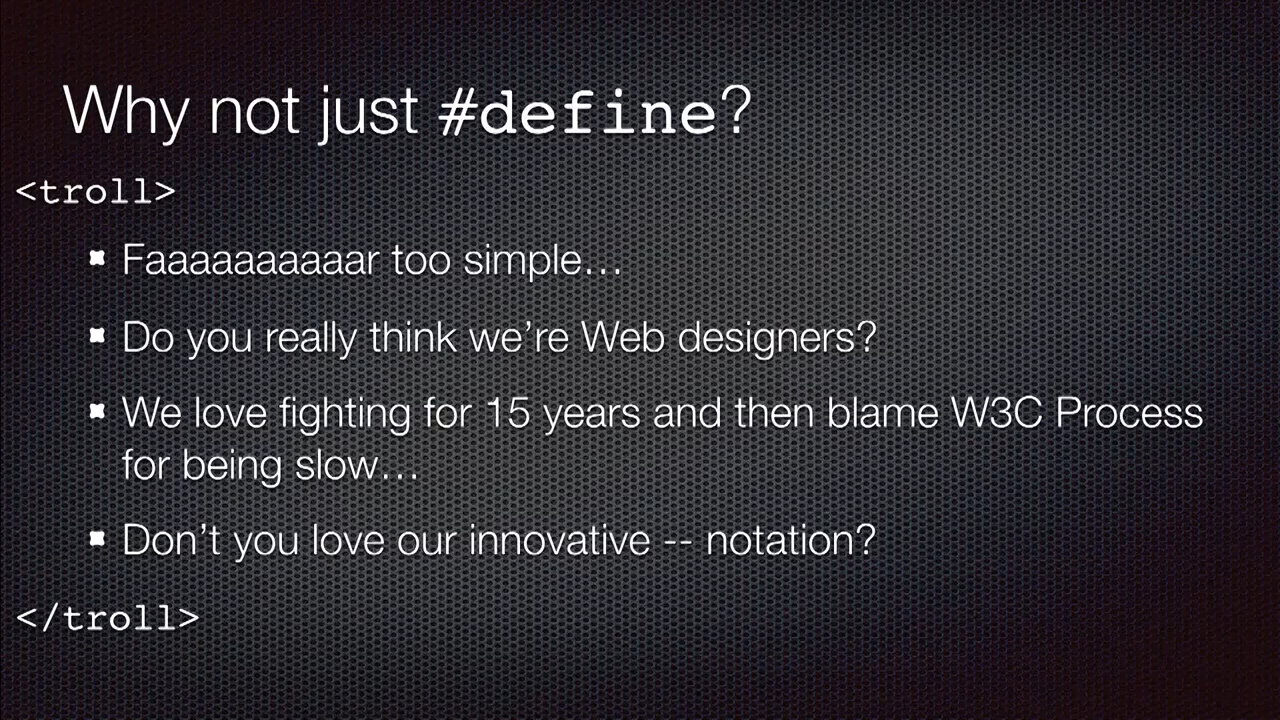 Why not just #define?
<troll>
Faaaaaaaaaar too simple…
Do you really think we’re Web designers?
We love fighting for 15 years and then blame W3C Process
for being slow…
Don’t you love our innovative -- notation?
</troll>